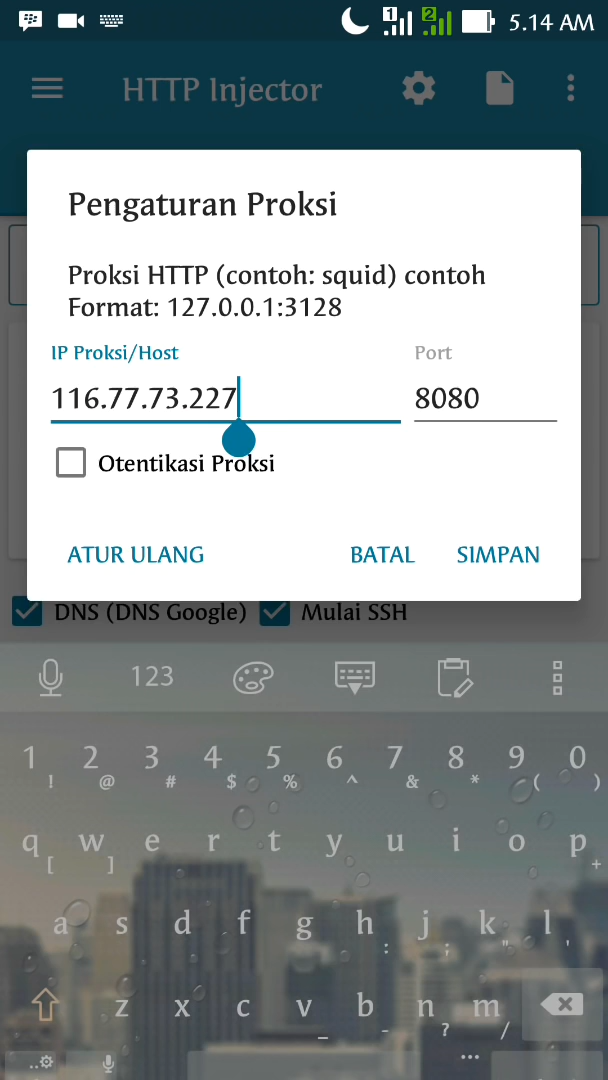 1 2 5.14 AM
HTTP Injector
Pengaturan Proksi
Proksi HTTP (contoh: squid) contoh
Format: 127.0.0.1:3128
IP Proksi/Host Port
116.77.73.227 8080
Otentikasi Proksi
ATUR ULANG BATAL SIMPAN
DNS (DNS Google) Mulai SSH
123
1 2 3 4 5 6 7 8 9 0
! @ # $ % ^ & * ( )
q w e r t y u i o p
[ ] +
a s d f g h j k l
: ; " '
z x c v b n m
_ - ? /
...